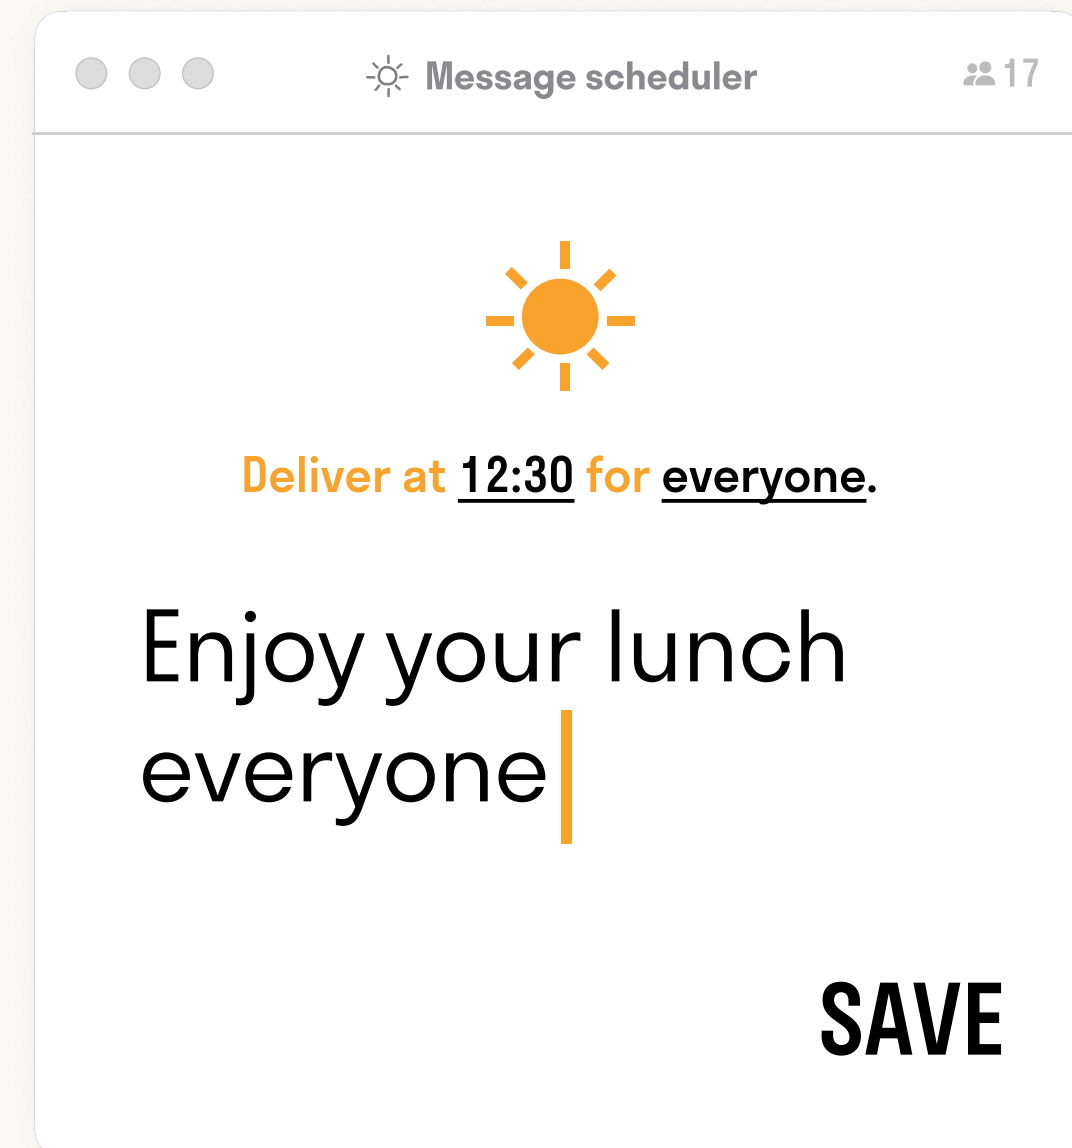 Message scheduler
17
Deliver at 12:30 for everyone.
Enjoy your lunch
everyone
SAVE